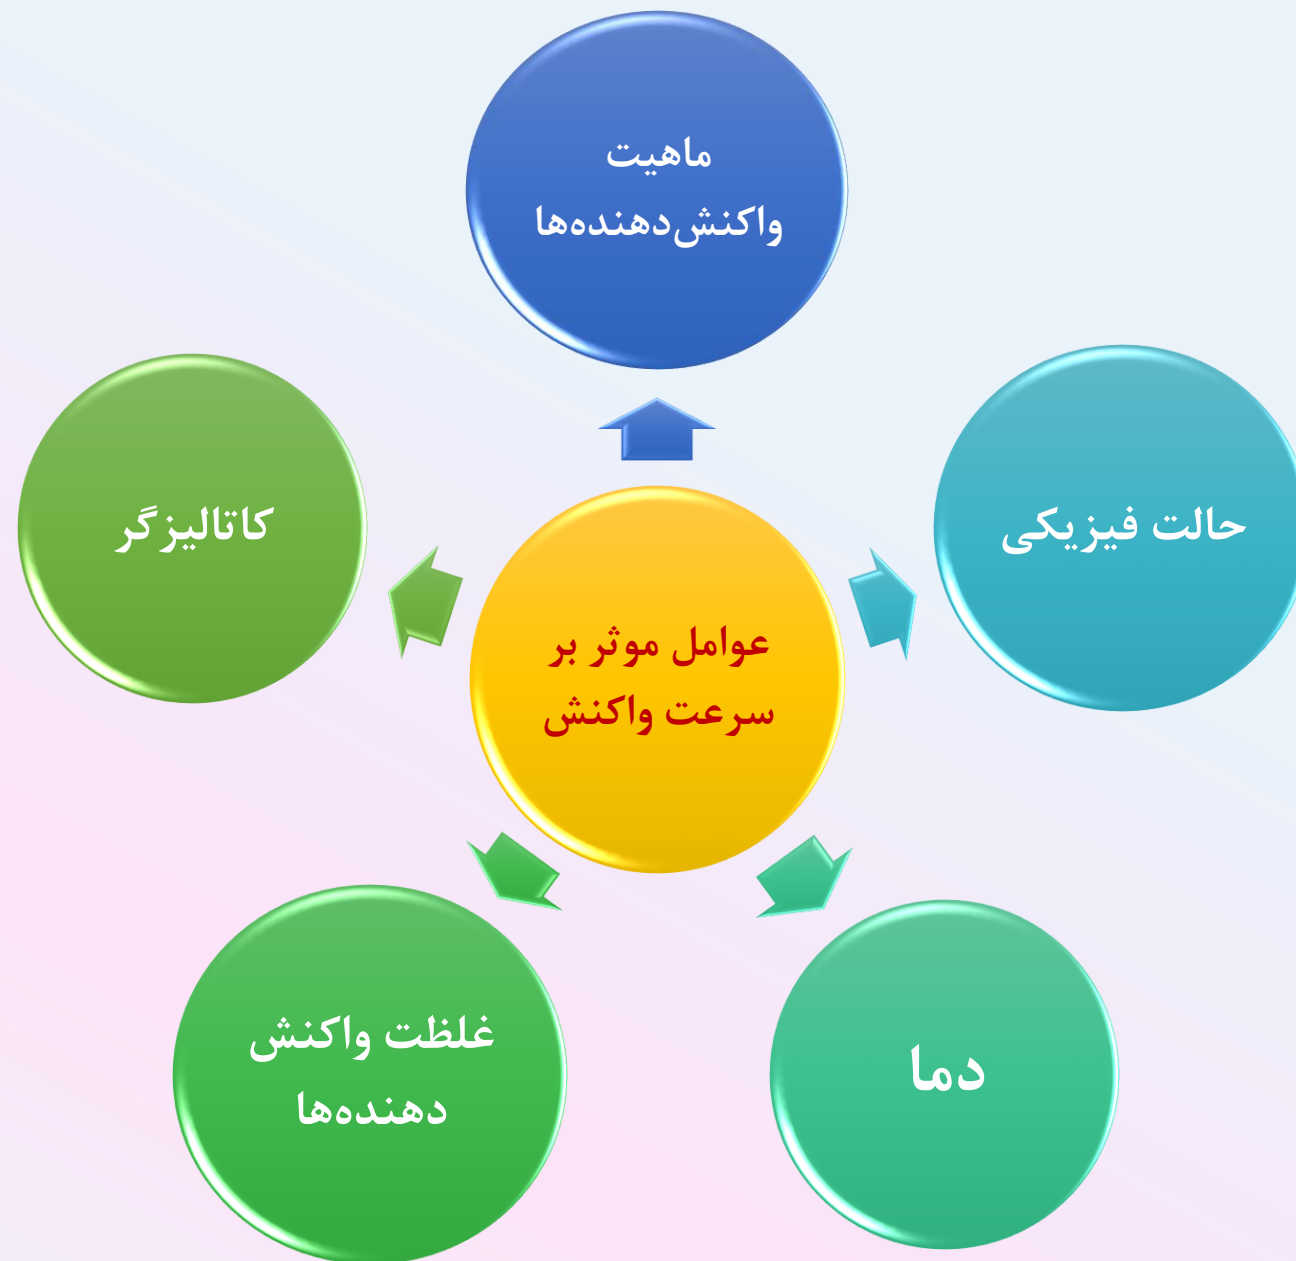 ماهیت
واکنش‌دهنده‌ها
حالت فیزیکی
کاتالیزگر
عوامل موثر بر
سرعت واکنش
دما
غلظت واکنش
دهنده‌ها